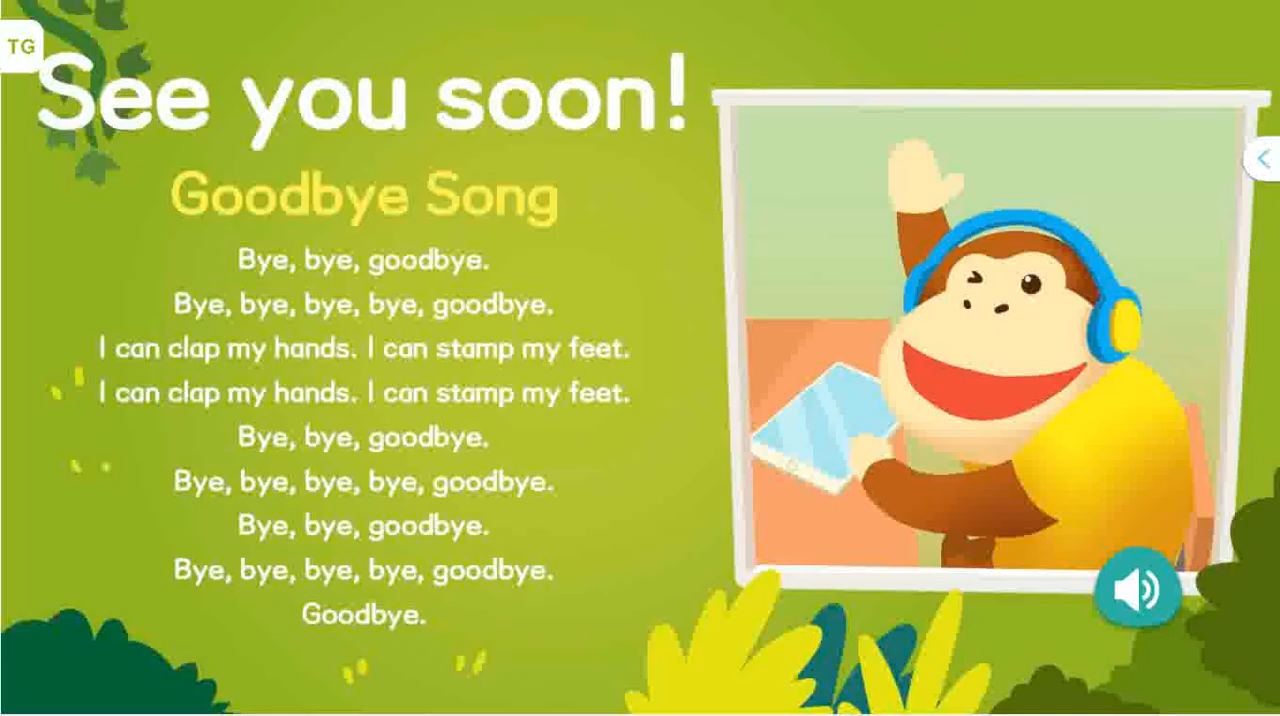 TG
See you soon!
Goodbye Song
Bye, bye, goodbye.
Bye, bye, bye, bye, goodbye.
I can clap my hands. I can stamp my feet.
I can clap my hands. I can stamp my feet.
Bye, bye, goodbye.
Bye, bye, bye, bye, goodbye.
Bye, bye, goodbye.
Bye, bye, bye, bye, goodbye.
Goodbye.